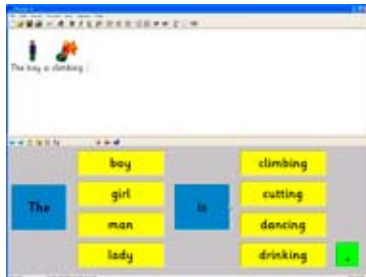 The boy is climbing .
boy
girl
man
lady
The
is
climbing
cutting
dancing
drinking
.